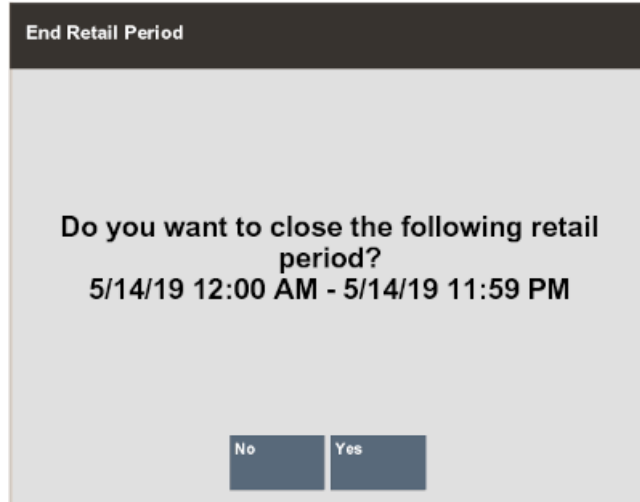 End Retail Period
Do you want to close the following retail
period?
5/14/19 12:00 AM - 5/14/19 11:59 PM
No
Yes